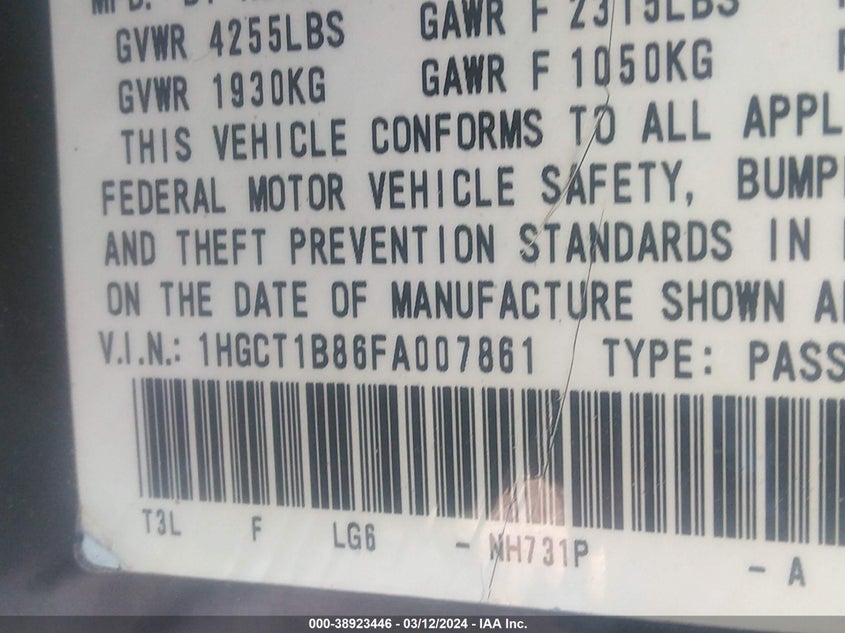 GVWR 4255LBS GAWR F 2315LBS
GVWR 1930KG GAWR F 1050KG
THIS VEHICLE CONFORMS TO ALL APPL
FEDERAL MOTOR VEHICLE SAFETY, BUMP
AND THEFT PREVENTION STANDARDS IN
ON THE DATE OF MANUFACTURE SHOWN A
V.I.N.: 1HGCT1B86FA007861 TYPE: PASS
T3L F LG6 - NH731P - A
000-38923446 - 03/12/2024 - IAA Inc.